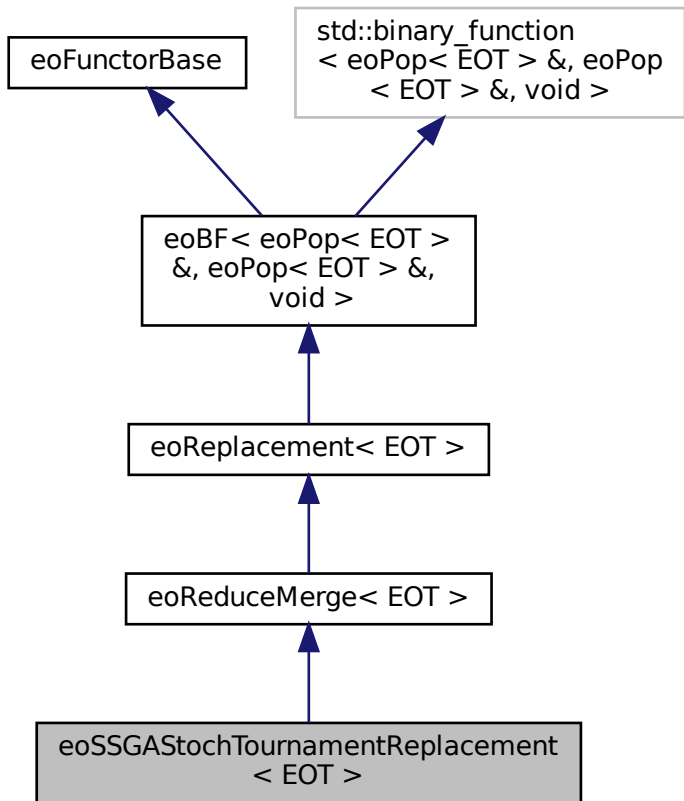 eoFunctorBase
std::binary_function
< eoPop< EOT > &, eoPop
< EOT > &, void >
eoBF< eoPop< EOT >
&, eoPop< EOT > &,
void >
eoReplacement< EOT >
eoReduceMerge< EOT >
eoSSGAStochTournamentReplacement
< EOT >